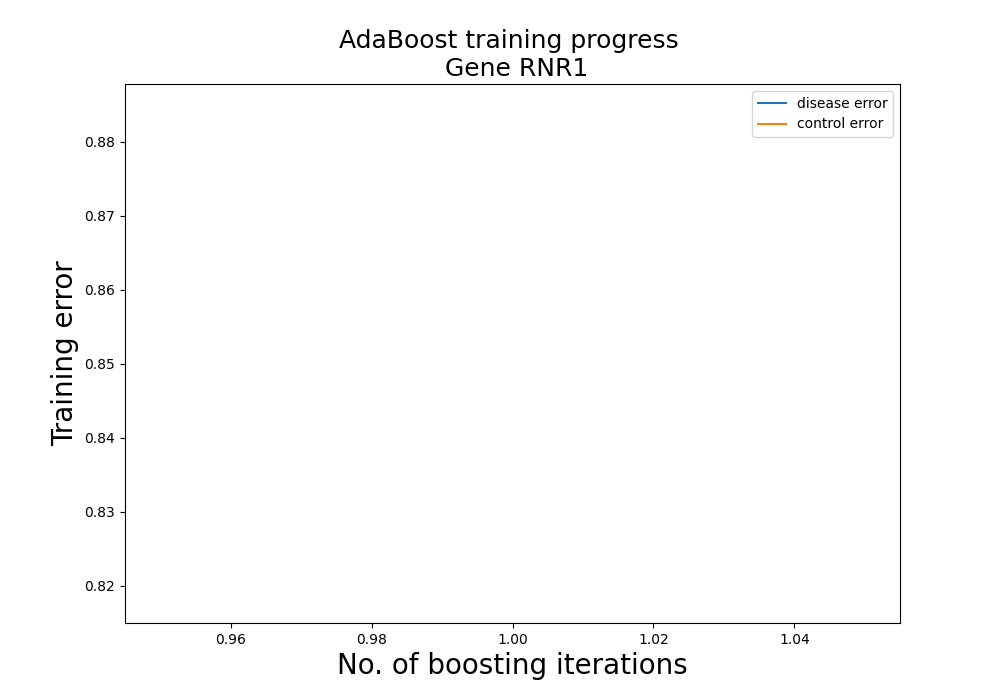 AdaBoost training progress
Gene RNR1
disease error
control error
Training error
0.88
0.87
0.86
0.85
0.84
0.83
0.82
0.96
0.98
1.00
1.02
1.04
No. of boosting iterations